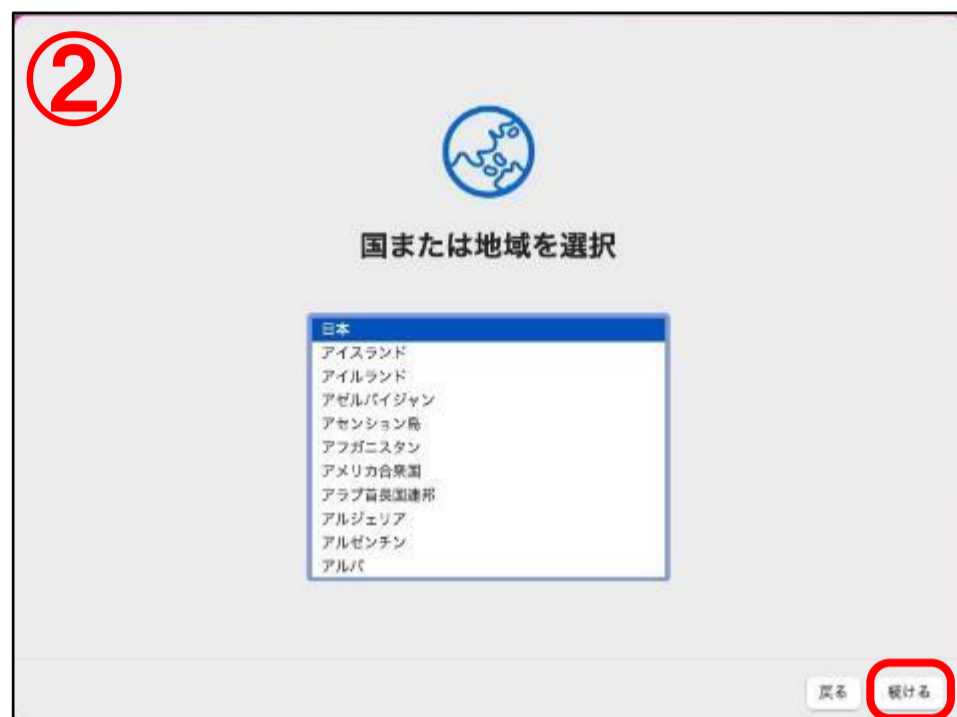 ②
国または地域を選択
日本
アイスランド
アイルランド
アゼルバイジャン
アセンション島
アフガニスタン
アメリカ合衆国
アラブ首長国連邦
アルジェリア
アルゼンチン
アルバ
戻る 続ける